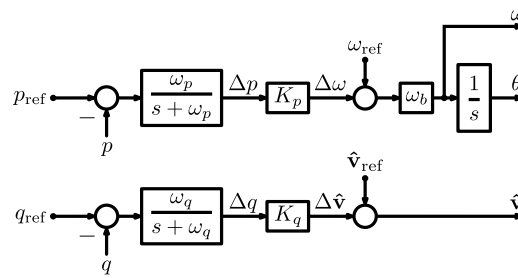 ω
ω_ref
p_ref
−
p
ω_p / (s + ω_p)
Δp
K_p
Δω
ω_b
1/s
θ
v̂_ref
q_ref
−
q
ω_q / (s + ω_q)
Δq
K_q
Δv̂
v̂